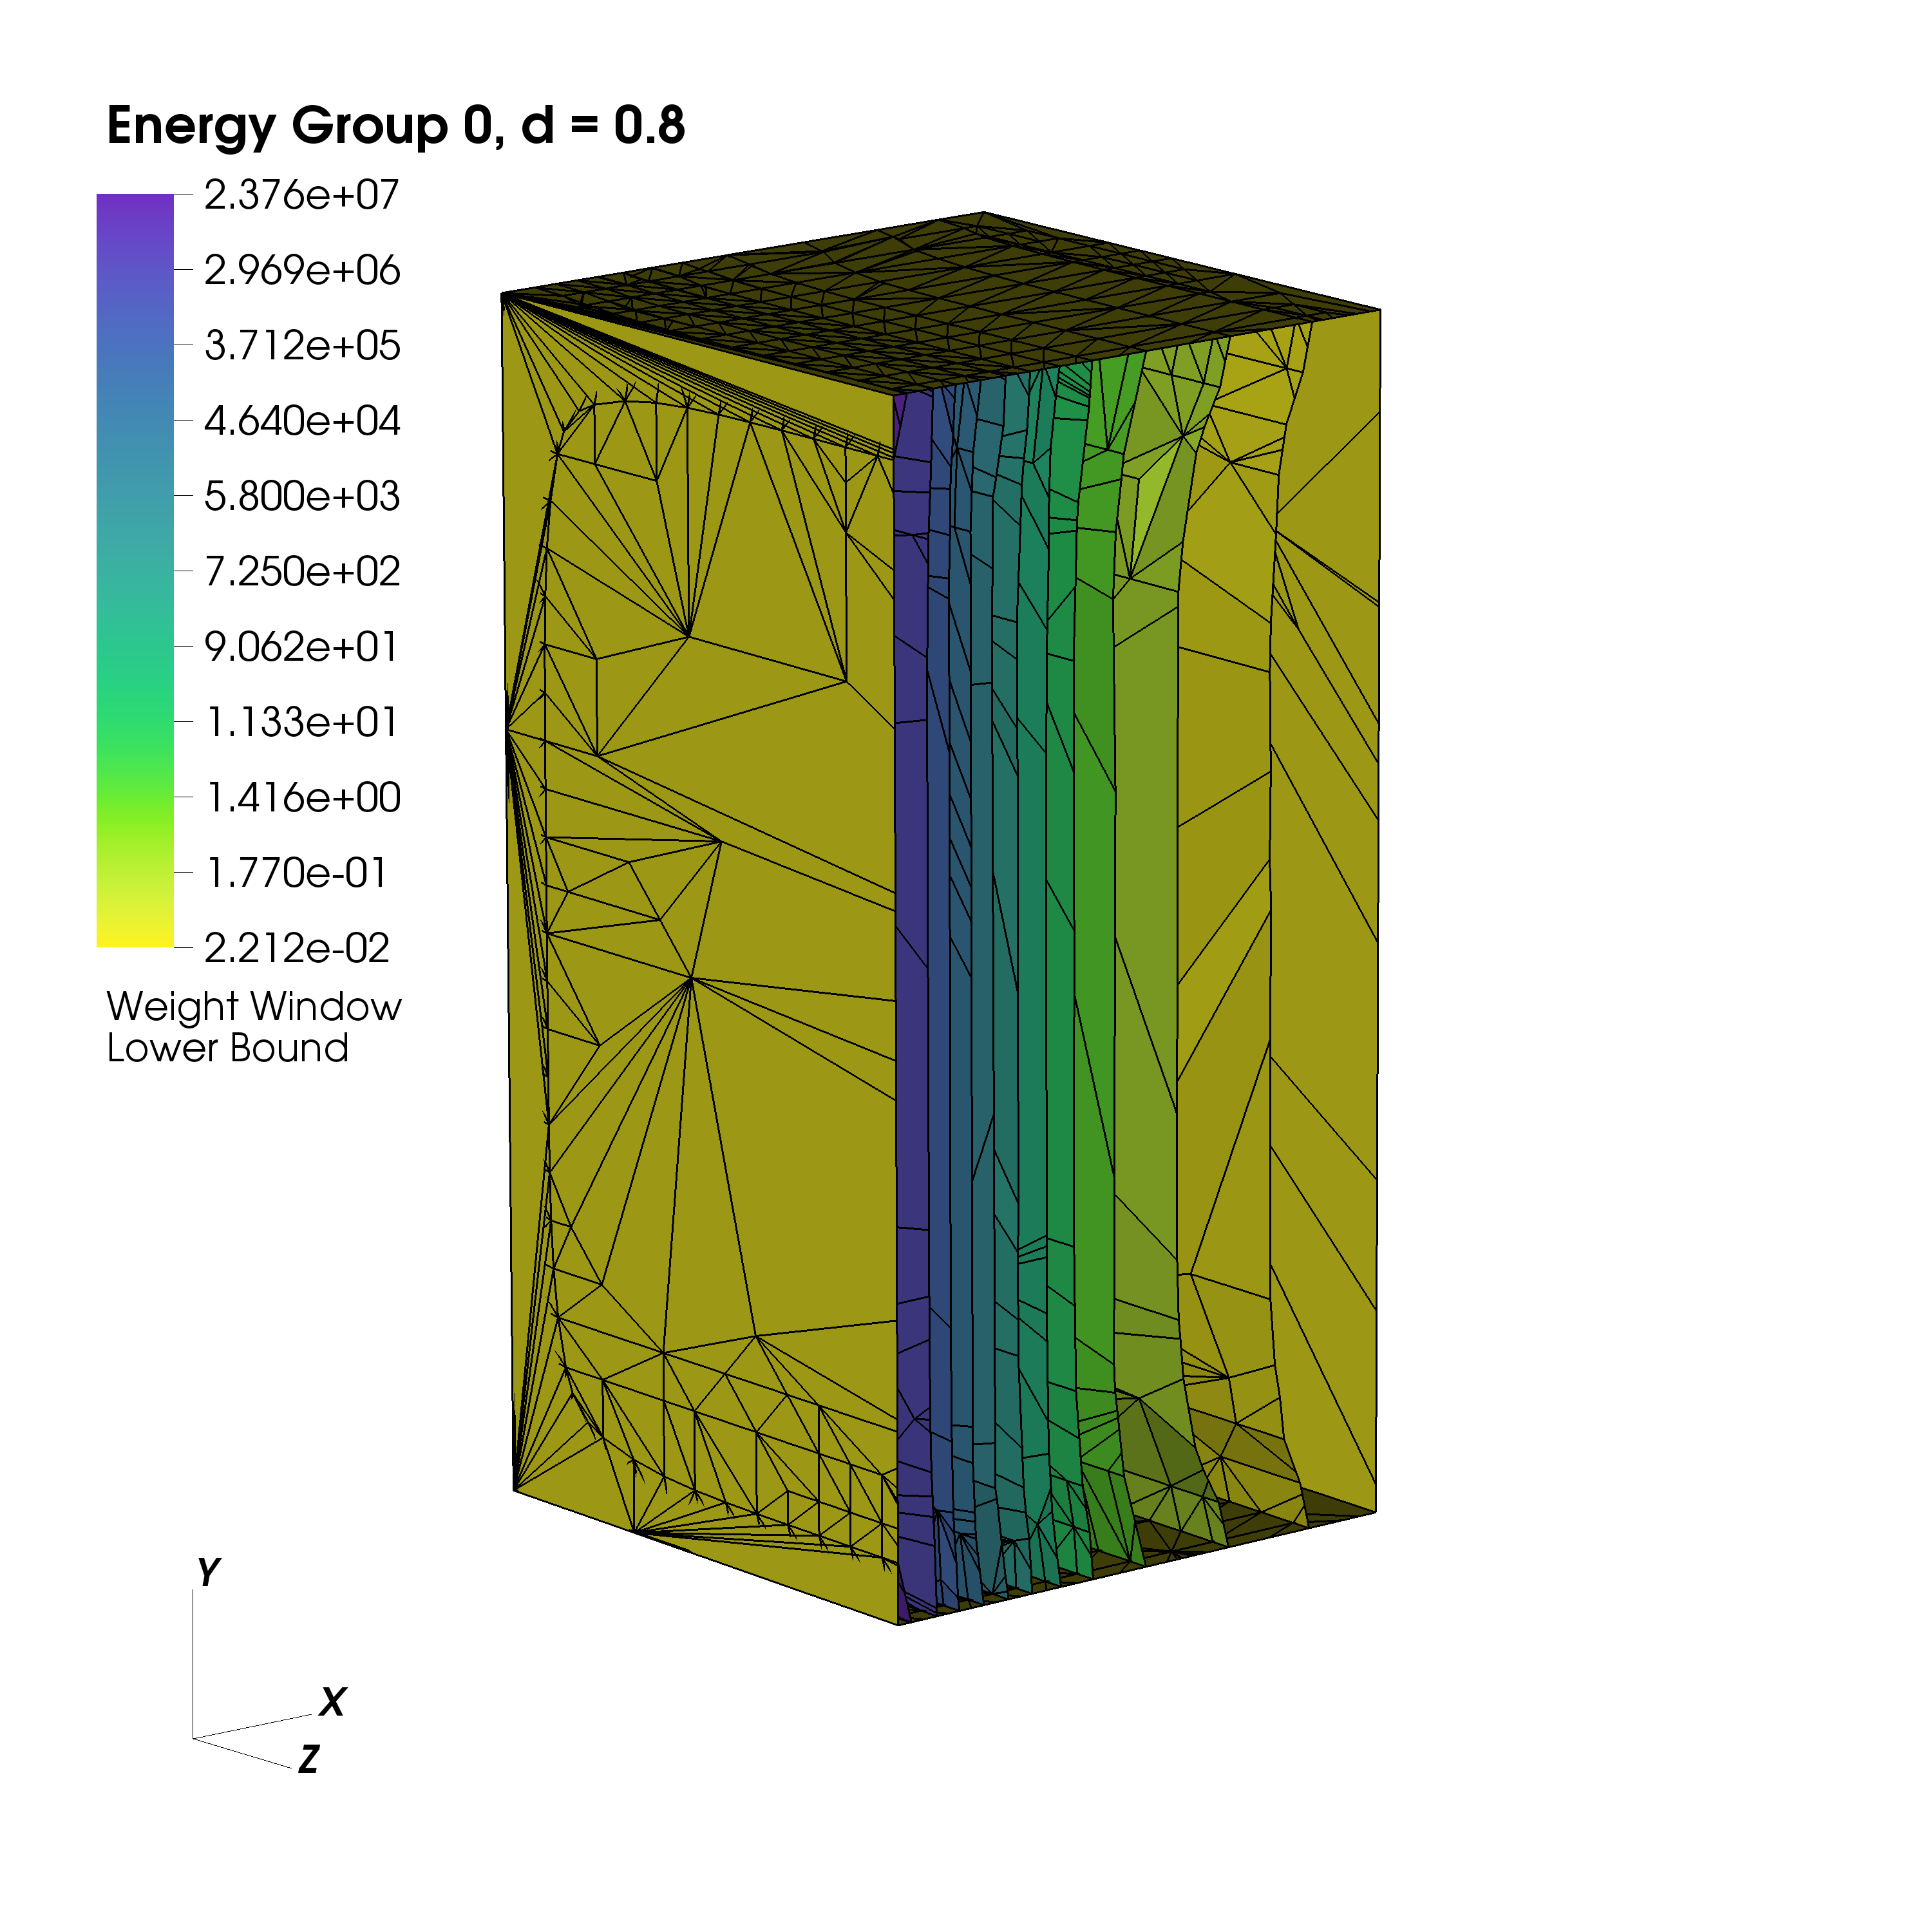 Energy Group 0, d = 0.8
2.376e+07
2.969e+06
3.712e+05
4.640e+04
5.800e+03
7.250e+02
9.062e+01
1.133e+01
1.416e+00
1.770e-01
2.212e-02
Weight Window
Lower Bound
Y
X
Z